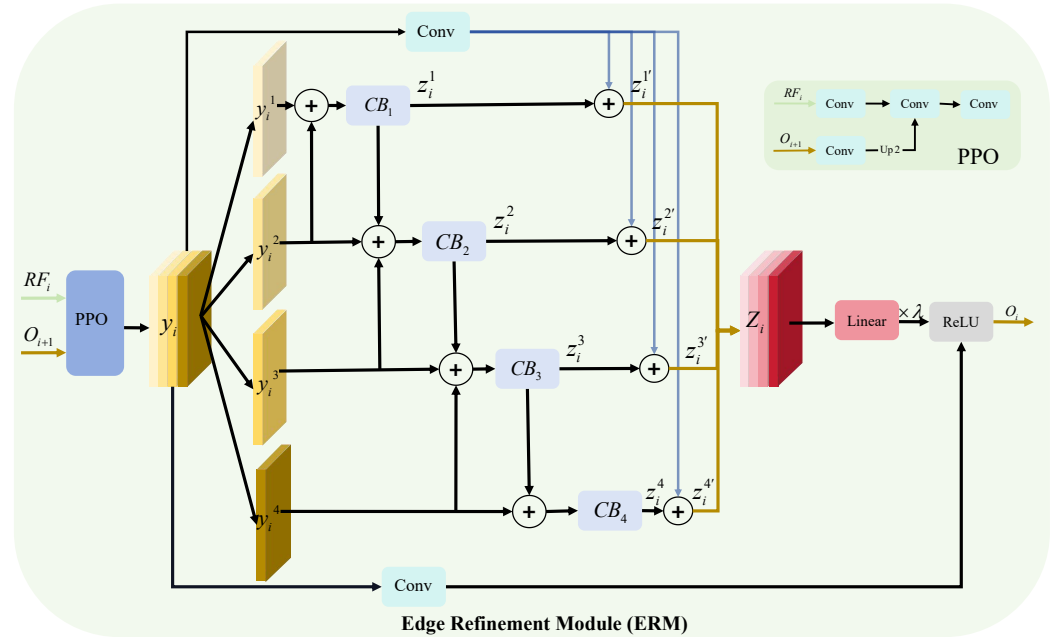 Conv
y_i^1
+
CB_1
z_i^1
+
z_i^{1'}
RF_i
Conv
Conv
Conv
O_{i+1}
Conv
Up 2
PPO
y_i^2
+
CB_2
z_i^2
+
z_i^{2'}
RF_i
O_{i+1}
PPO
y_i
y_i^3
+
CB_3
z_i^3
+
z_i^{3'}
Z_i
Linear
× λ
ReLU
O_i
y_i^4
+
CB_4
z_i^4
+
z_i^{4'}
Conv
Edge Refinement Module (ERM)